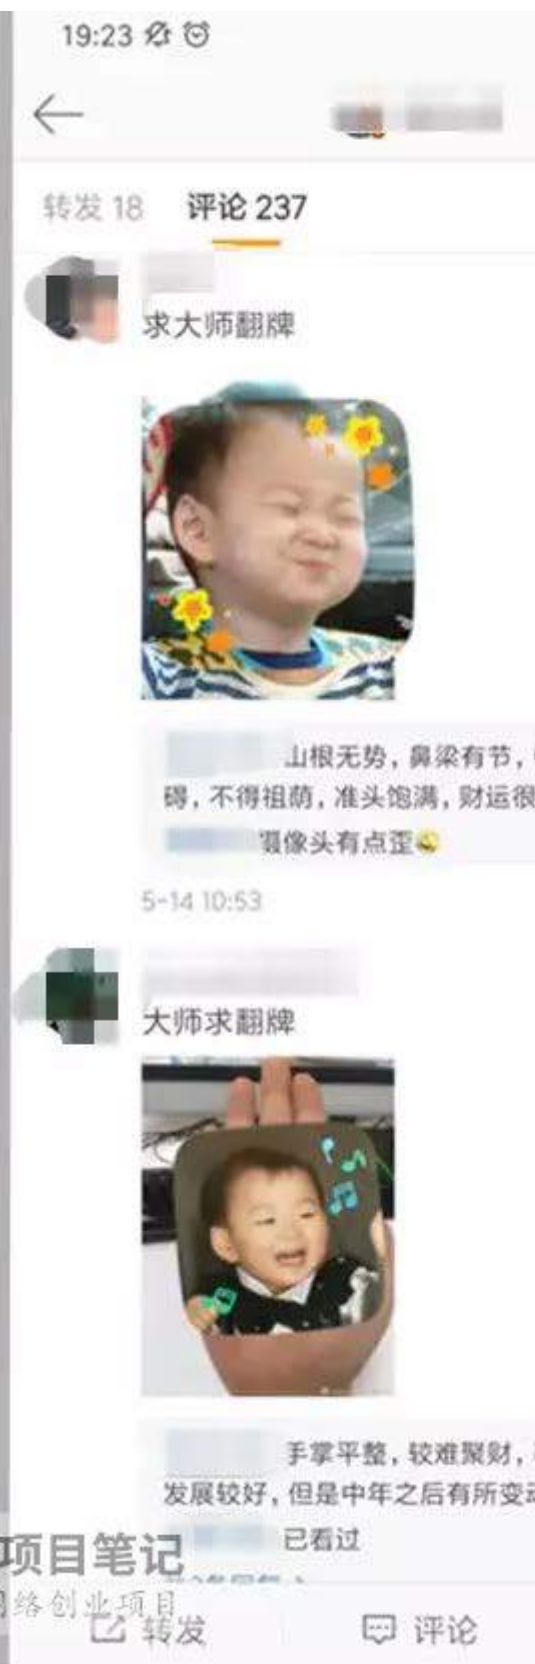 19:23
转发 18
评论 237
求大师翻牌
山根无势，鼻梁有节，
碍，不得祖荫，准头饱满，财运很
摄像头有点歪
5-14 10:53
大师求翻牌
手掌平整，较难聚财，
发展较好，但是中年之后有所变动
已看过
项目笔记
网络创业项目
转发
评论